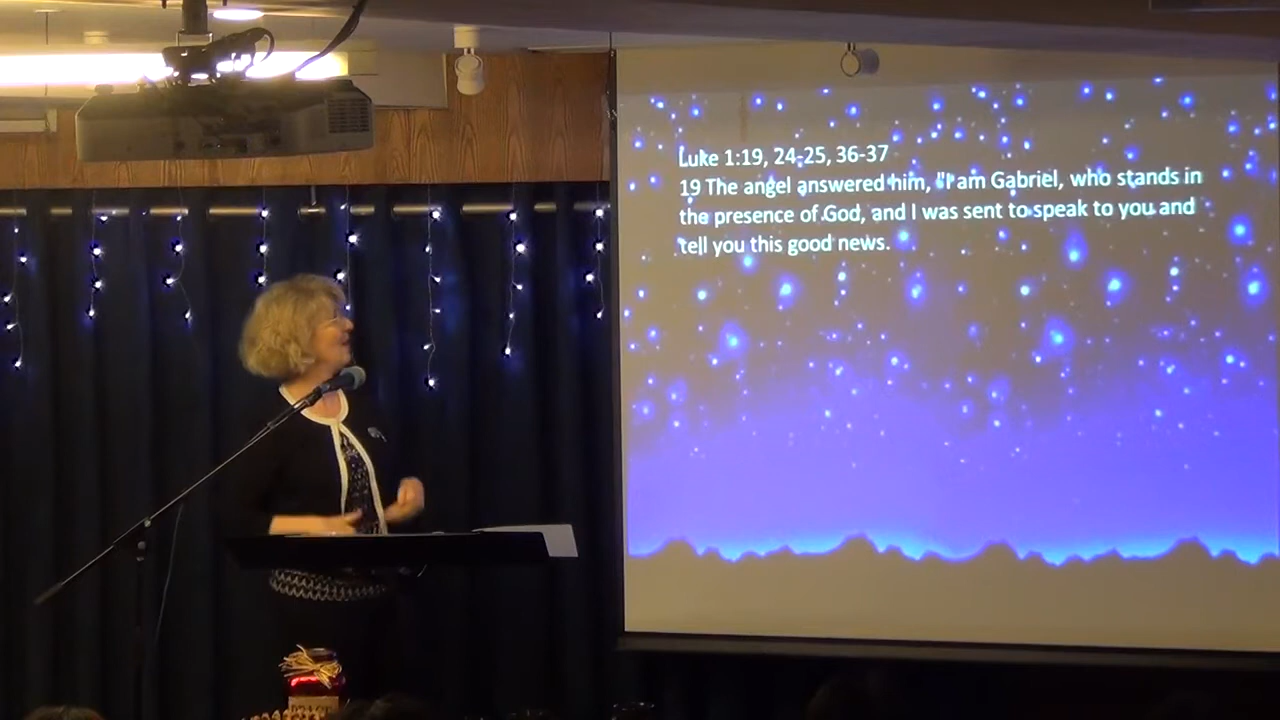 Luke 1:19, 24-25, 36-37
19 The angel answered him, "I am Gabriel, who stands in
the presence of God, and I was sent to speak to you and
tell you this good news.